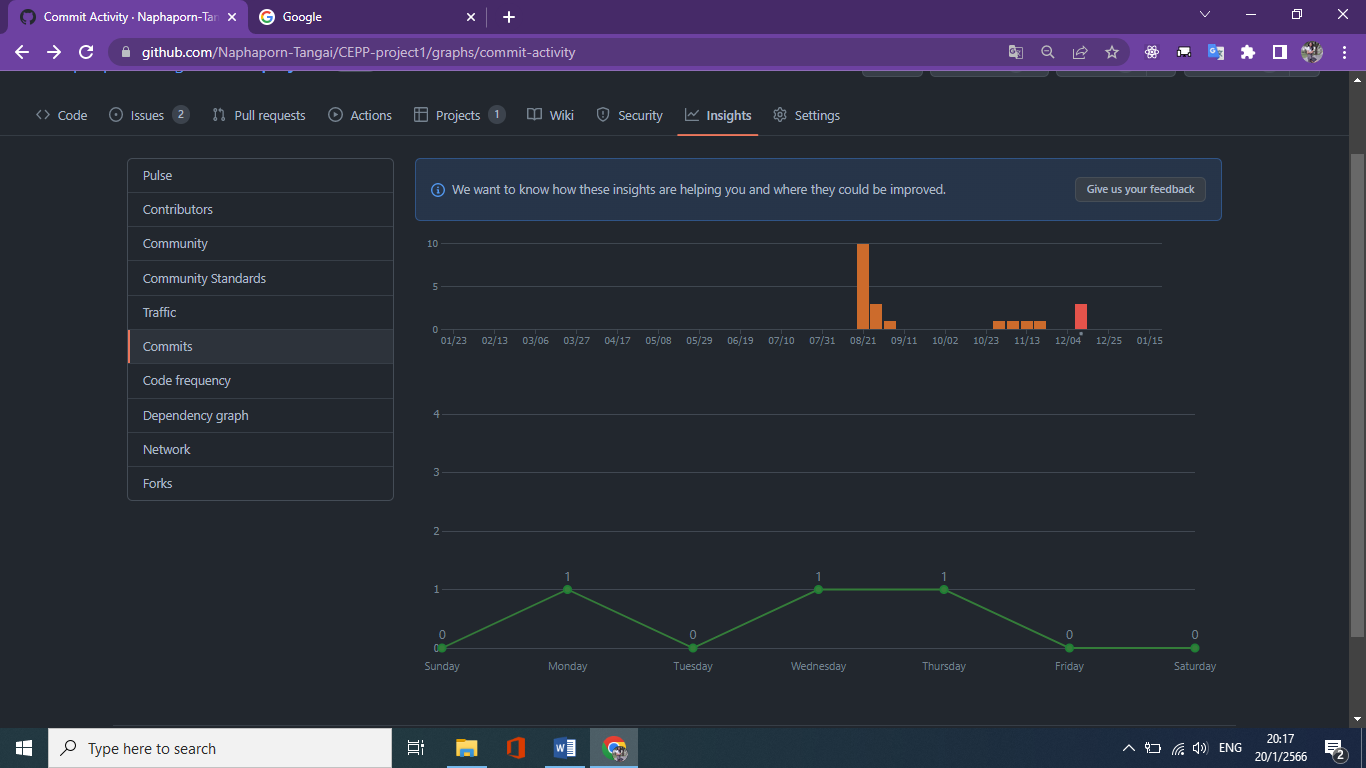 Commit Activity · Naphaporn-Tan
Google
github.com/Naphaporn-Tangai/CEPP-project1/graphs/commit-activity
Code
Issues 2
Pull requests
Actions
Projects 1
Wiki
Security
Insights
Settings
Pulse
Contributors
Community
Community Standards
Traffic
Commits
Code frequency
Dependency graph
Network
Forks
We want to know how these insights are helping you and where they could be improved.
Give us your feedback
10
5
0
01/23 02/13 03/06 03/27 04/17 05/08 05/29 06/19 07/10 07/31 08/21 09/11 10/02 10/23 11/13 12/04 12/25 01/15
4
3
2
1
0
0 1 0 1 1 0 0
Sunday Monday Tuesday Wednesday Thursday Friday Saturday
Type here to search
ENG
20:17
20/1/2566
2